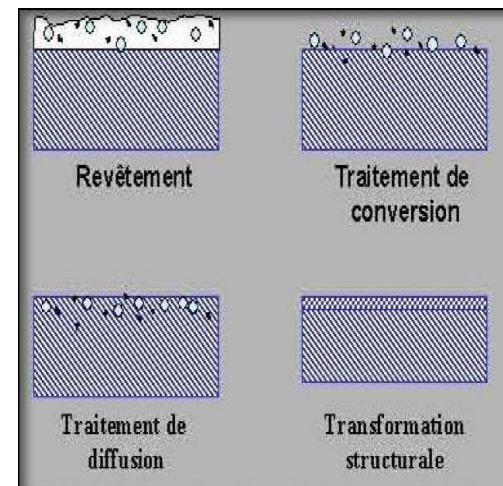 Revêtement
Traitement de
conversion
Traitement de
diffusion
Transformation
structurale